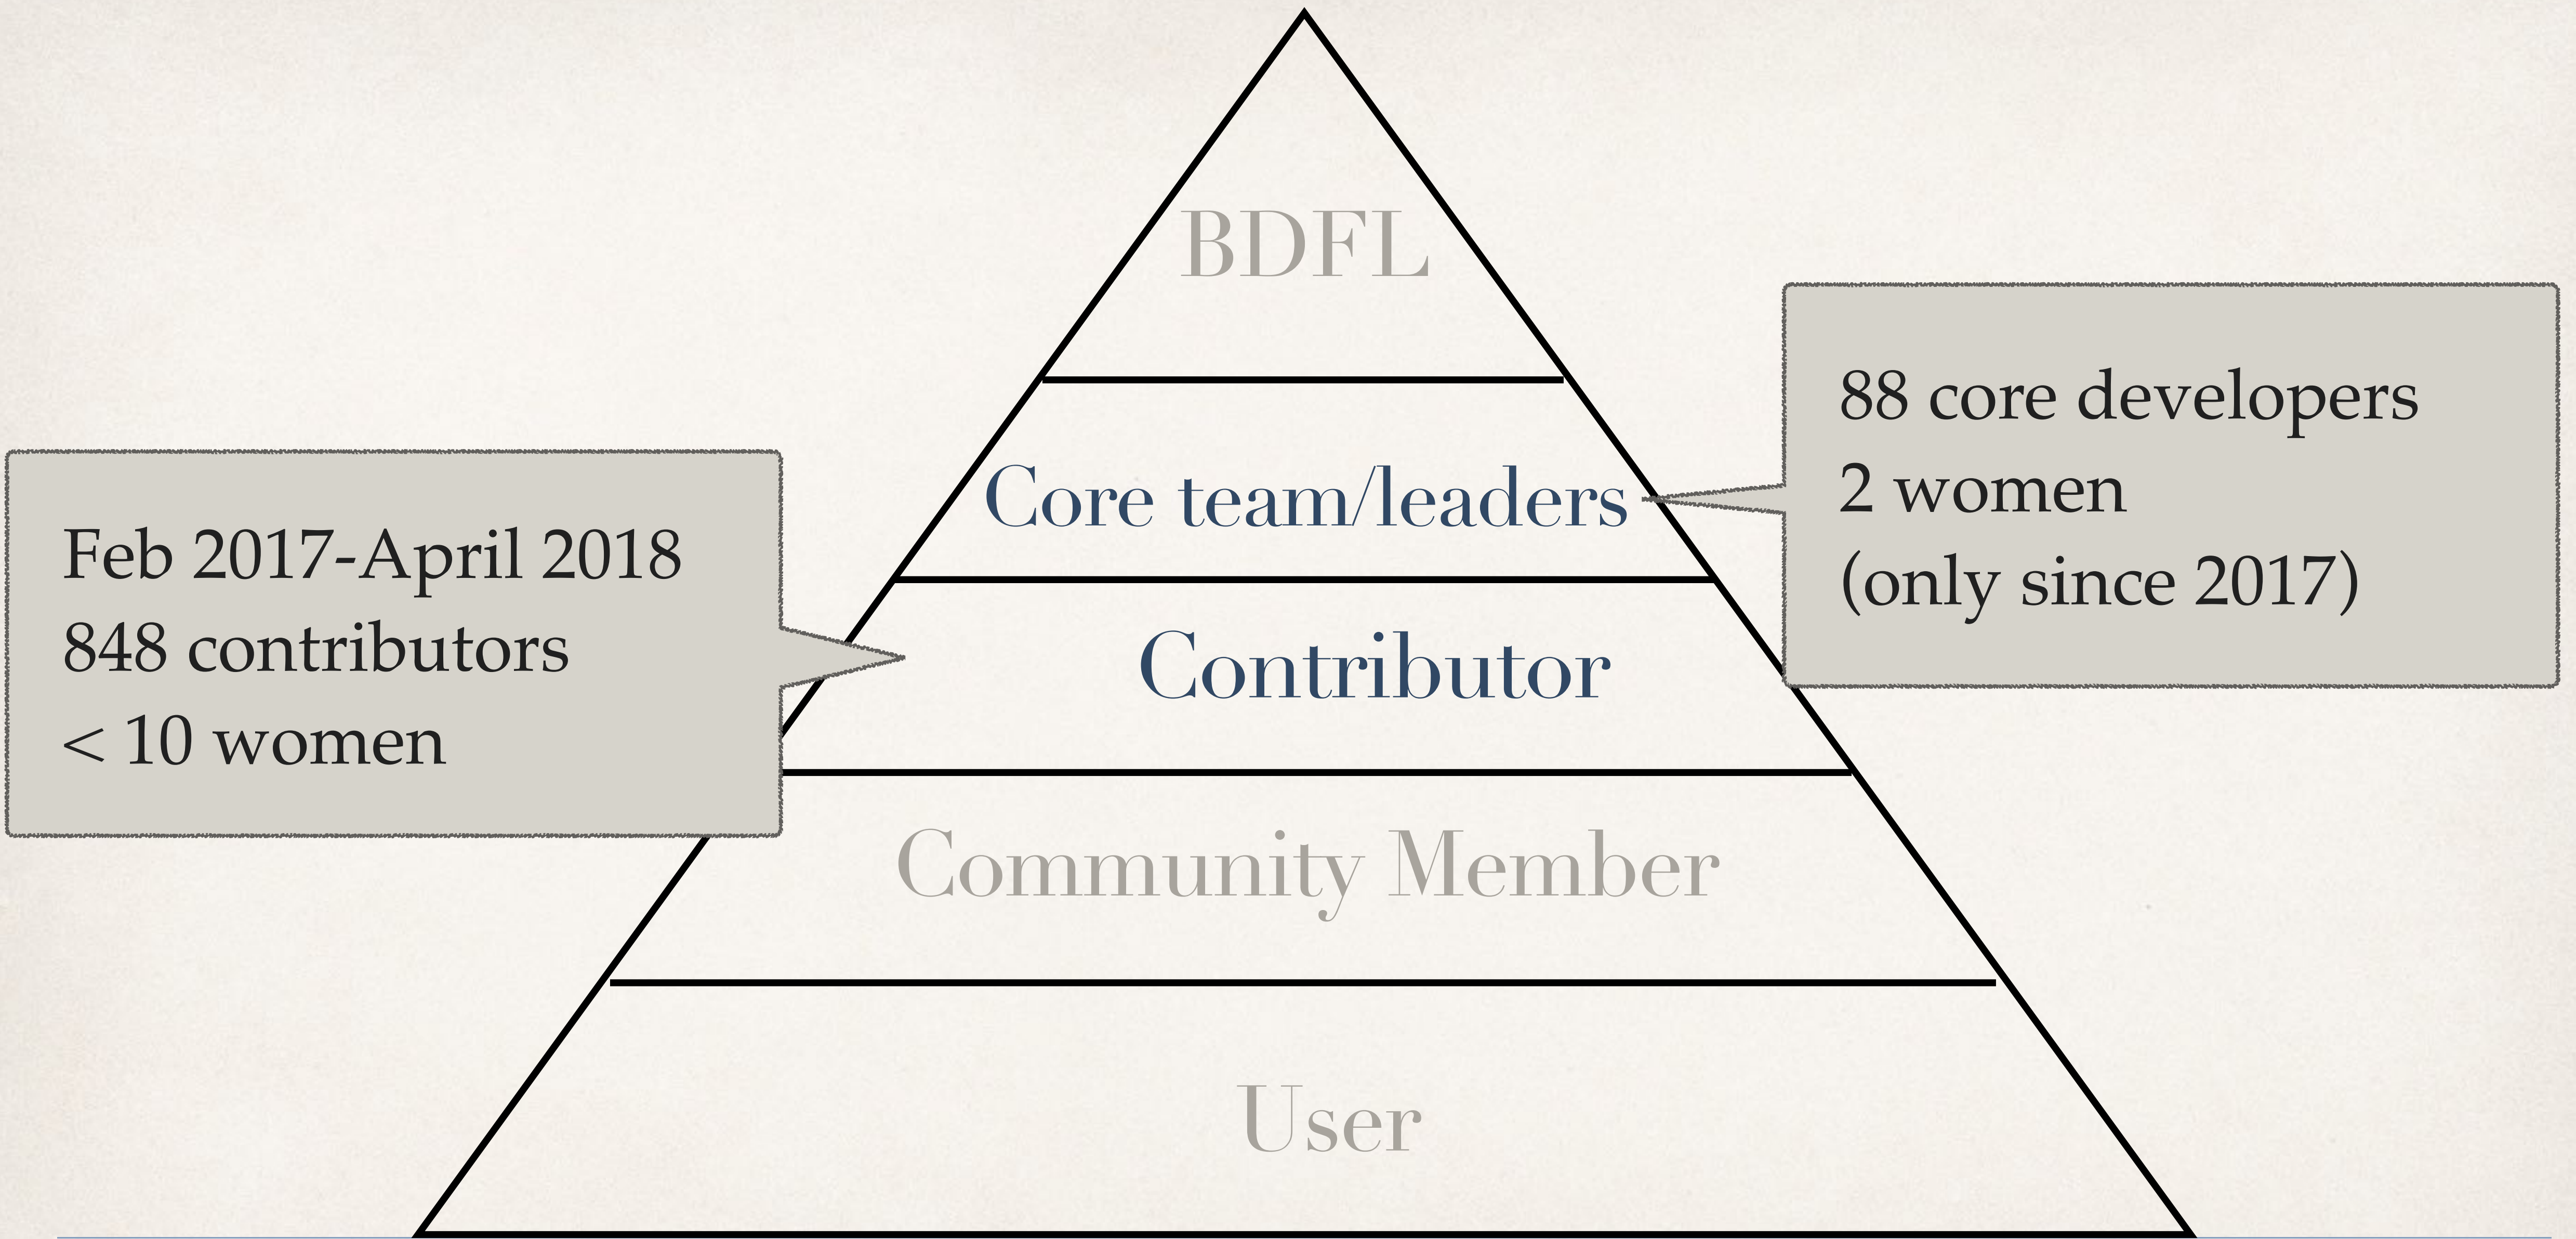 BDFL
Core team/leaders
88 core developers
2 women
(only since 2017)
Feb 2017-April 2018
848 contributors
< 10 women
Contributor
Community Member
User